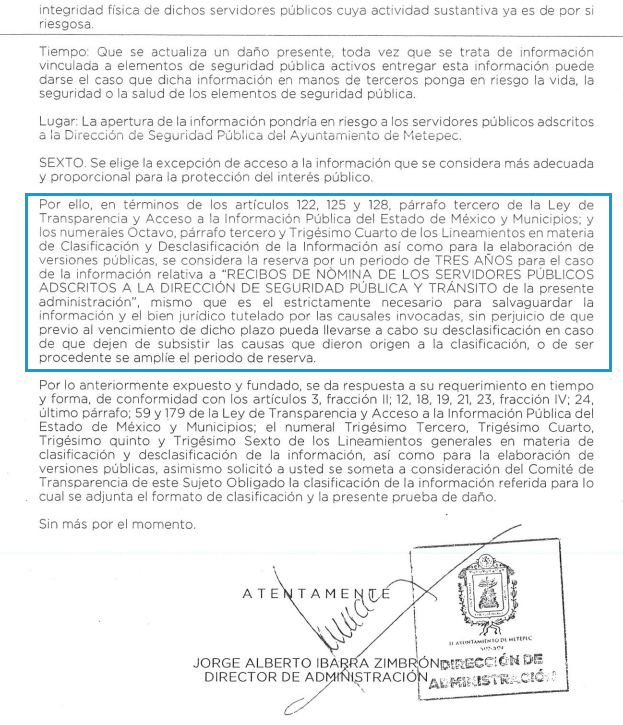 integridad física de dichos servidores públicos cuya actividad sustantiva ya es de por si
riesgosa.
Tiempo: Que se actualiza un daño presente, toda vez que se trata de información
vinculada a elementos de seguridad pública activos entregar esta información puede
darse el caso que dicha información en manos de terceros ponga en riesgo la vida, la
seguridad o la salud de los elementos de seguridad pública.
Lugar: La apertura de la información pondría en riesgo a los servidores públicos adscritos
a la Dirección de Seguridad Pública del Ayuntamiento de Metepec.
SEXTO. Se elige la excepción de acceso a la información que se considera más adecuada
y proporcional para la protección del interés público.
Por ello, en términos de los artículos 122, 125 y 128, párrafo tercero de la Ley de
Transparencia y Acceso a la Información Pública del Estado de México y Municipios; y
los numerales Octavo, párrafo tercero y Trigésimo Cuarto de los Lineamientos en materia
de Clasificación y Desclasificación de la Información así como para la elaboración de
versiones públicas, se considera la reserva por un periodo de TRES AÑOS para el caso
de la información relativa a "RECIBOS DE NÒMINA DE LOS SERVIDORES PÚBLICOS
ADSCRITOS A LA DIRECCIÓN DE SEGURIDAD PÚBLICA Y TRÁNSITO de la presente
administración", mismo que es el estrictamente necesario para salvaguardar la
información y el bien jurídico tutelado por las causales invocadas, sin perjuicio de que
previo al vencimiento de dicho plazo pueda llevarse a cabo su desclasificación en caso
de que dejen de subsistir las causas que dieron origen a la clasificación, o de ser
procedente se amplíe el periodo de reserva.
Por lo anteriormente expuesto y fundado, se da respuesta a su requerimiento en tiempo
y forma, de conformidad con los artículos 3, fracción II; 12, 18, 19, 21, 23, fracción IV; 24,
último párrafo; 59 y 179 de la Ley de Transparencia y Acceso a la Información Pública del
Estado de México y Municipios; el numeral Trigésimo Tercero, Trigésimo Cuarto,
Trigésimo quinto y Trigésimo Sexto de los Lineamientos generales en materia de
clasificación y desclasificación de la información, así como para la elaboración de
versiones públicas, asimismo solicitó a usted se someta a consideración del Comité de
Transparencia de este Sujeto Obligado la clasificación de la información referida para lo
cual se adjunta el formato de clasificación y la presente prueba de daño.
Sin más por el momento.
ATENTAMENTE
JORGE ALBERTO IBARRA ZIMBRÓN
DIRECTOR DE ADMINISTRACIÓN
AYUNTAMIENTO DE METEPEC
DIRECCIÓN DE
ADMINISTRACIÓN